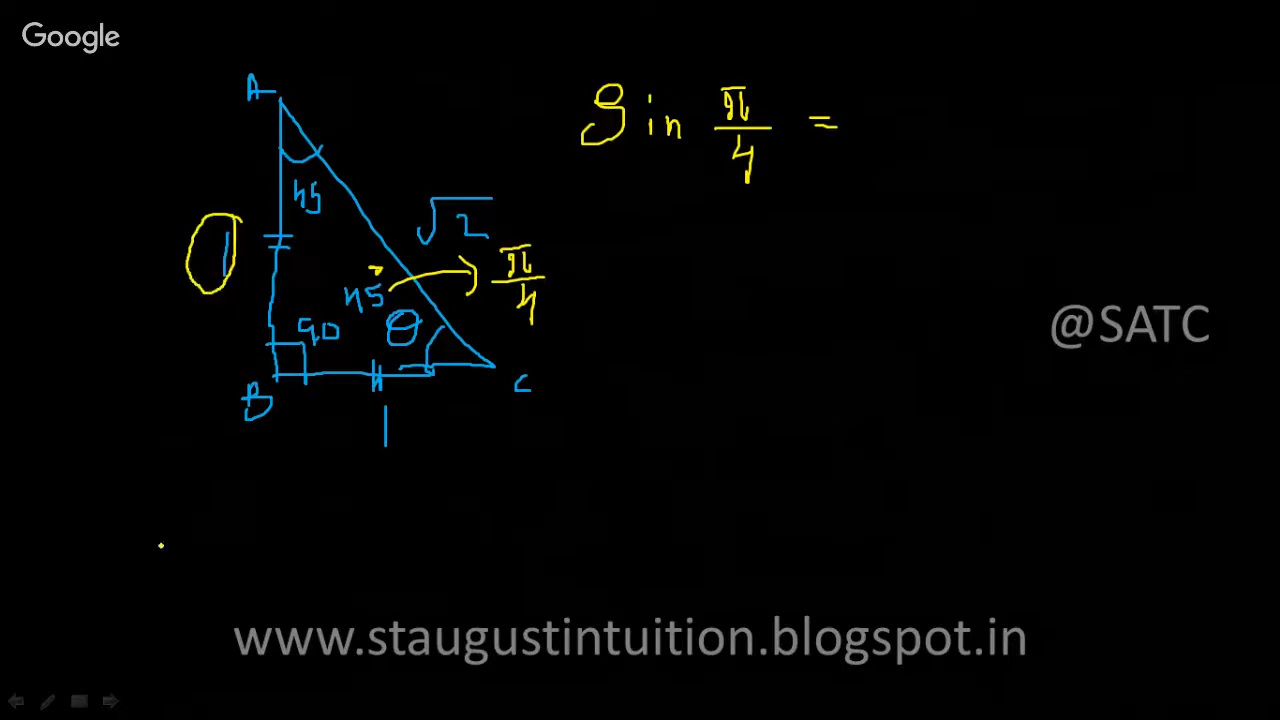 Google
A
Sin π/4 =
45
1
√2
45° π/4
90 θ
@SATC
B
C
1
www.staugustintuition.blogspot.in